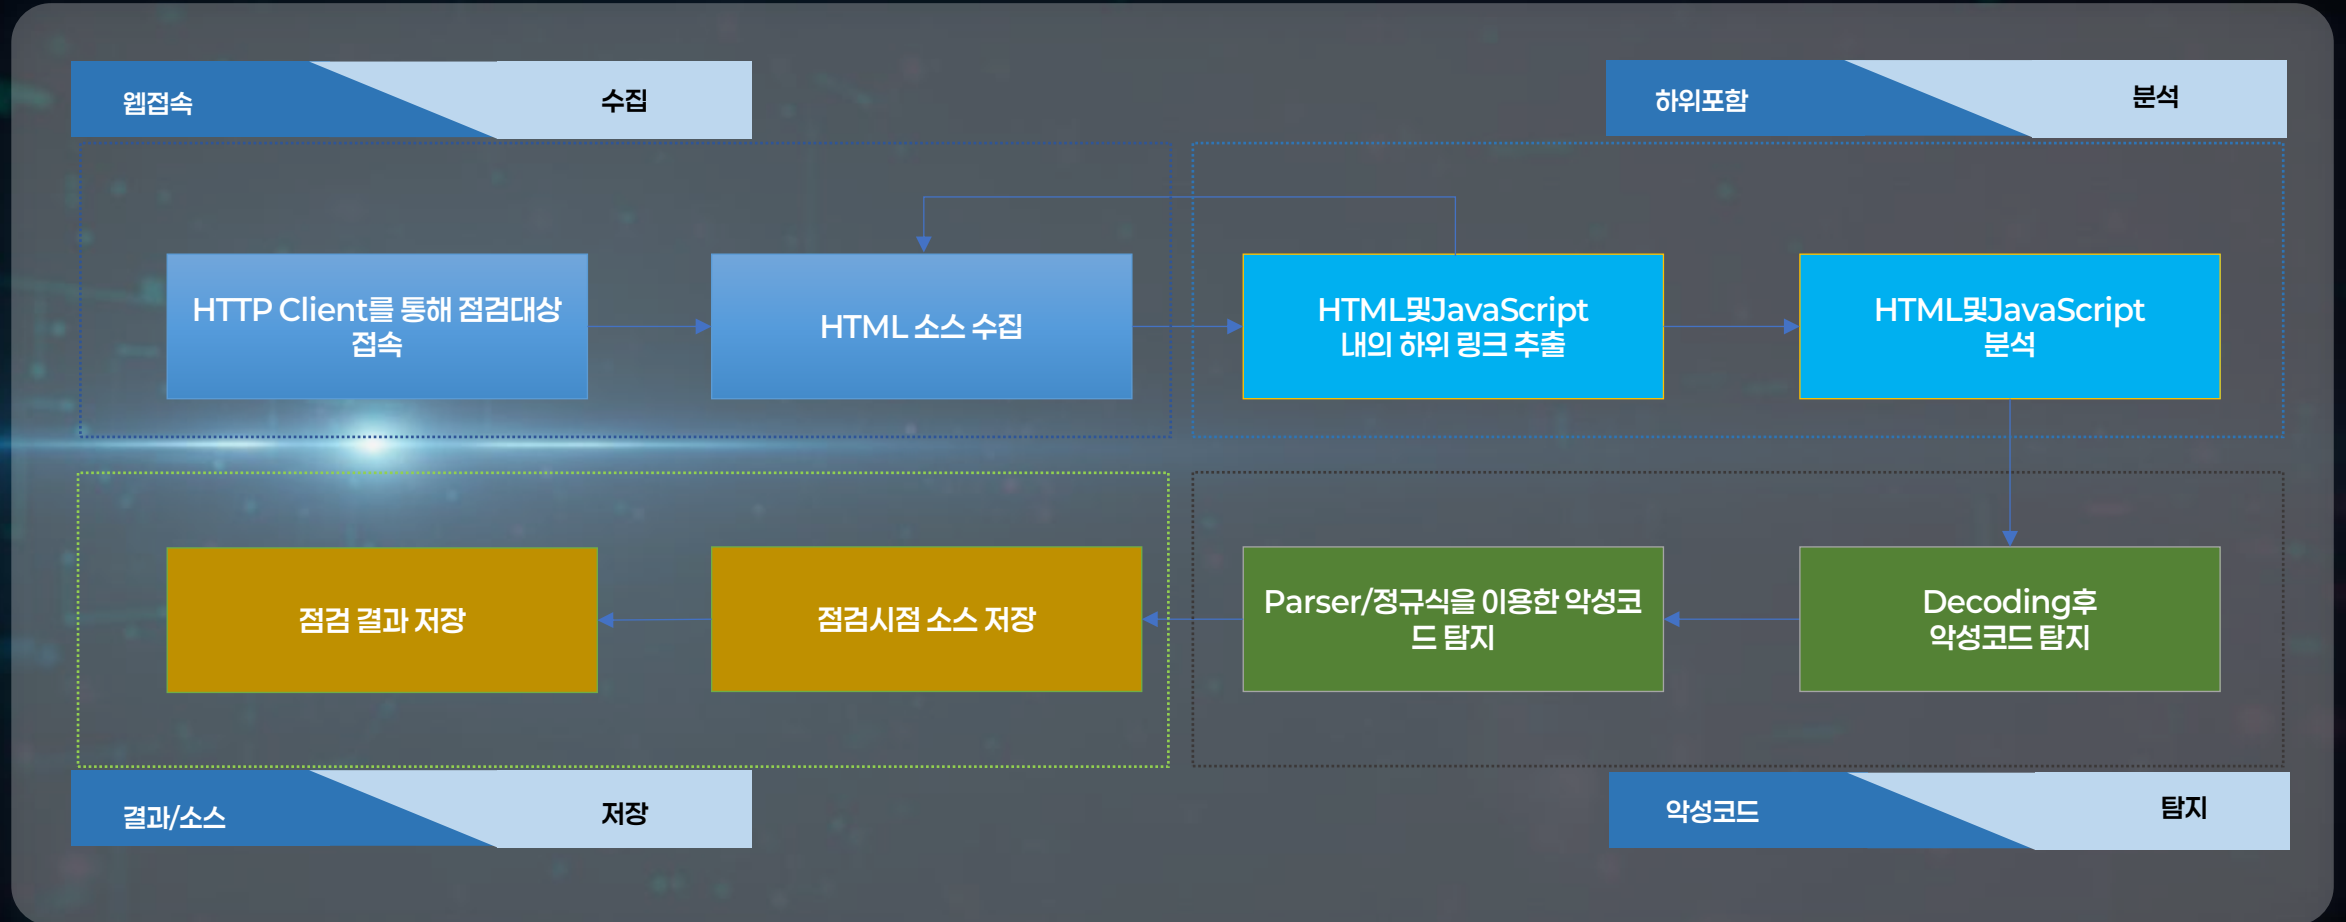 웹접속
수집
하위포함
분석
HTTP Client를 통해 점검대상
접속
HTML 소스 수집
HTML및JavaScript
내의 하위 링크 추출
HTML및JavaScript
분석
점검 결과 저장
점검시점 소스 저장
Parser/정규식을 이용한 악성코
드 탐지
Decoding후
악성코드 탐지
결과/소스
저장
악성코드
탐지